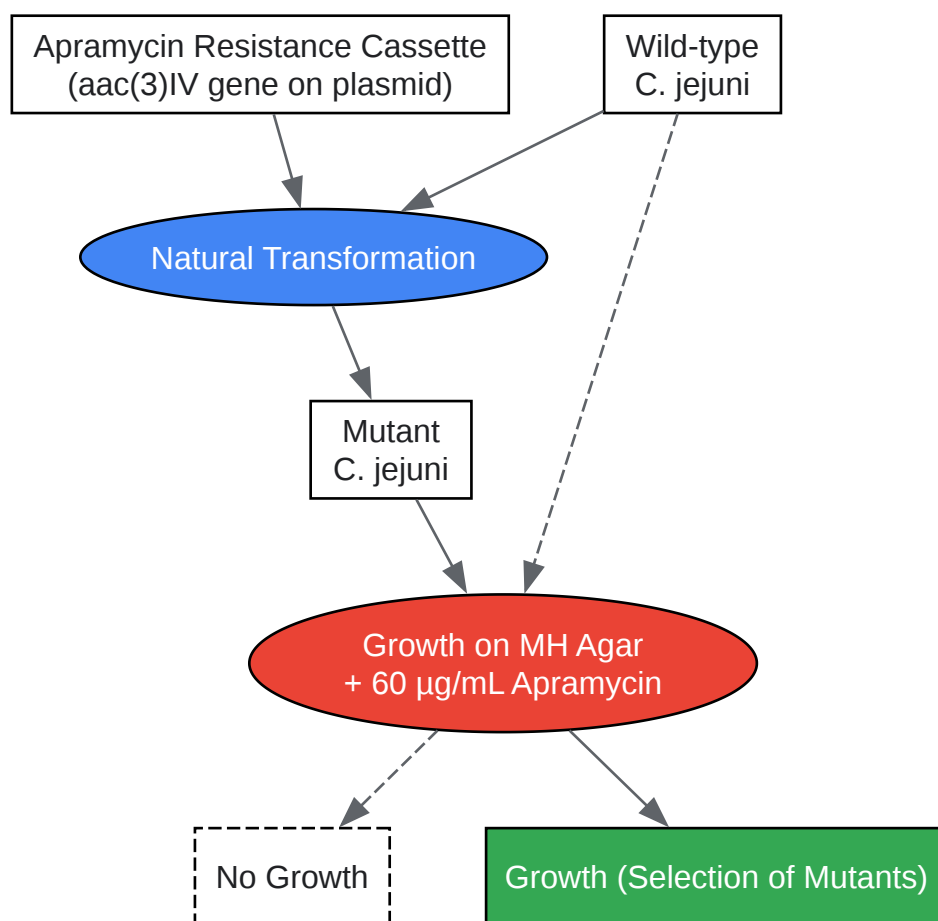 Apramycin Resistance Cassette
(aac(3)IV gene on plasmid)
Wild-type
C. jejuni
Natural Transformation
Mutant
C. jejuni
Growth on MH Agar
+ 60 µg/mL Apramycin
No Growth
Growth (Selection of Mutants)